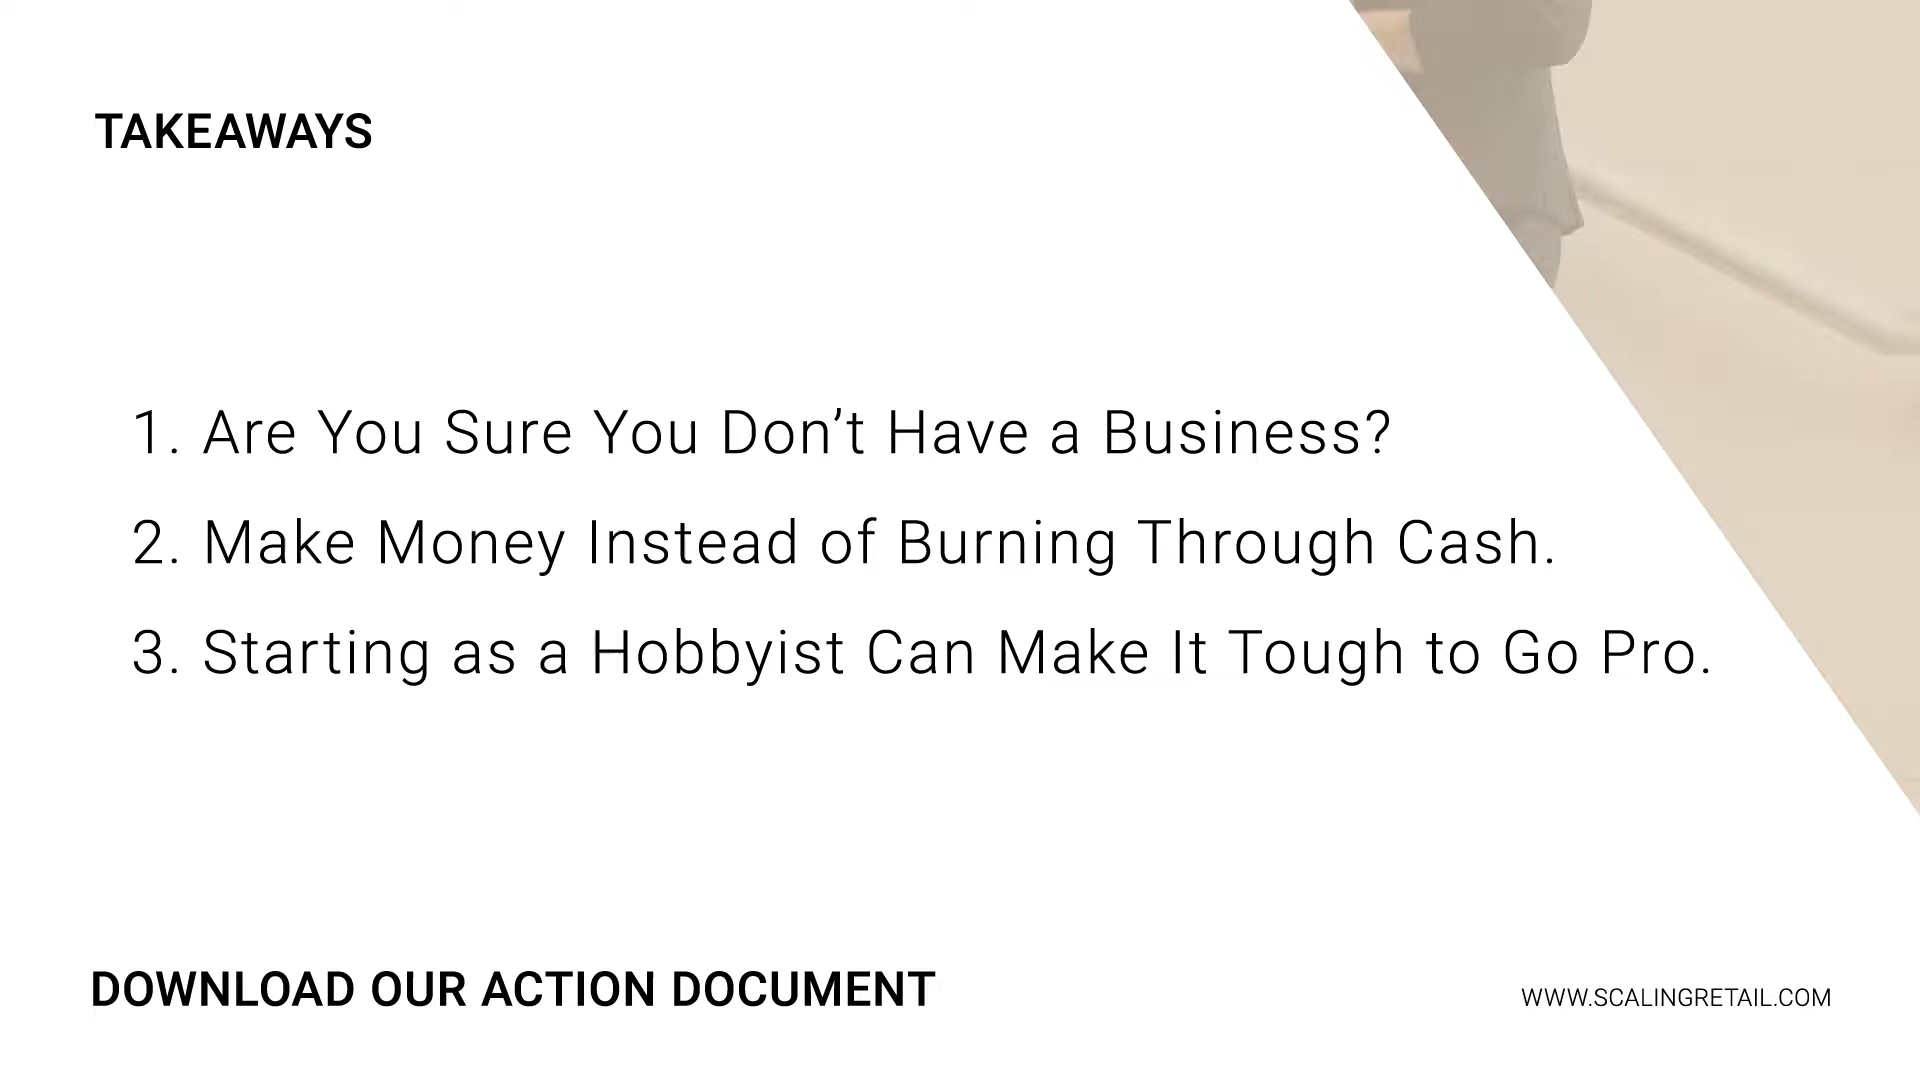 TAKEAWAYS
1. Are You Sure You Don’t Have a Business?
2. Make Money Instead of Burning Through Cash.
3. Starting as a Hobbyist Can Make It Tough to Go Pro.
DOWNLOAD OUR ACTION DOCUMENT
WWW.SCALINGRETAIL.COM